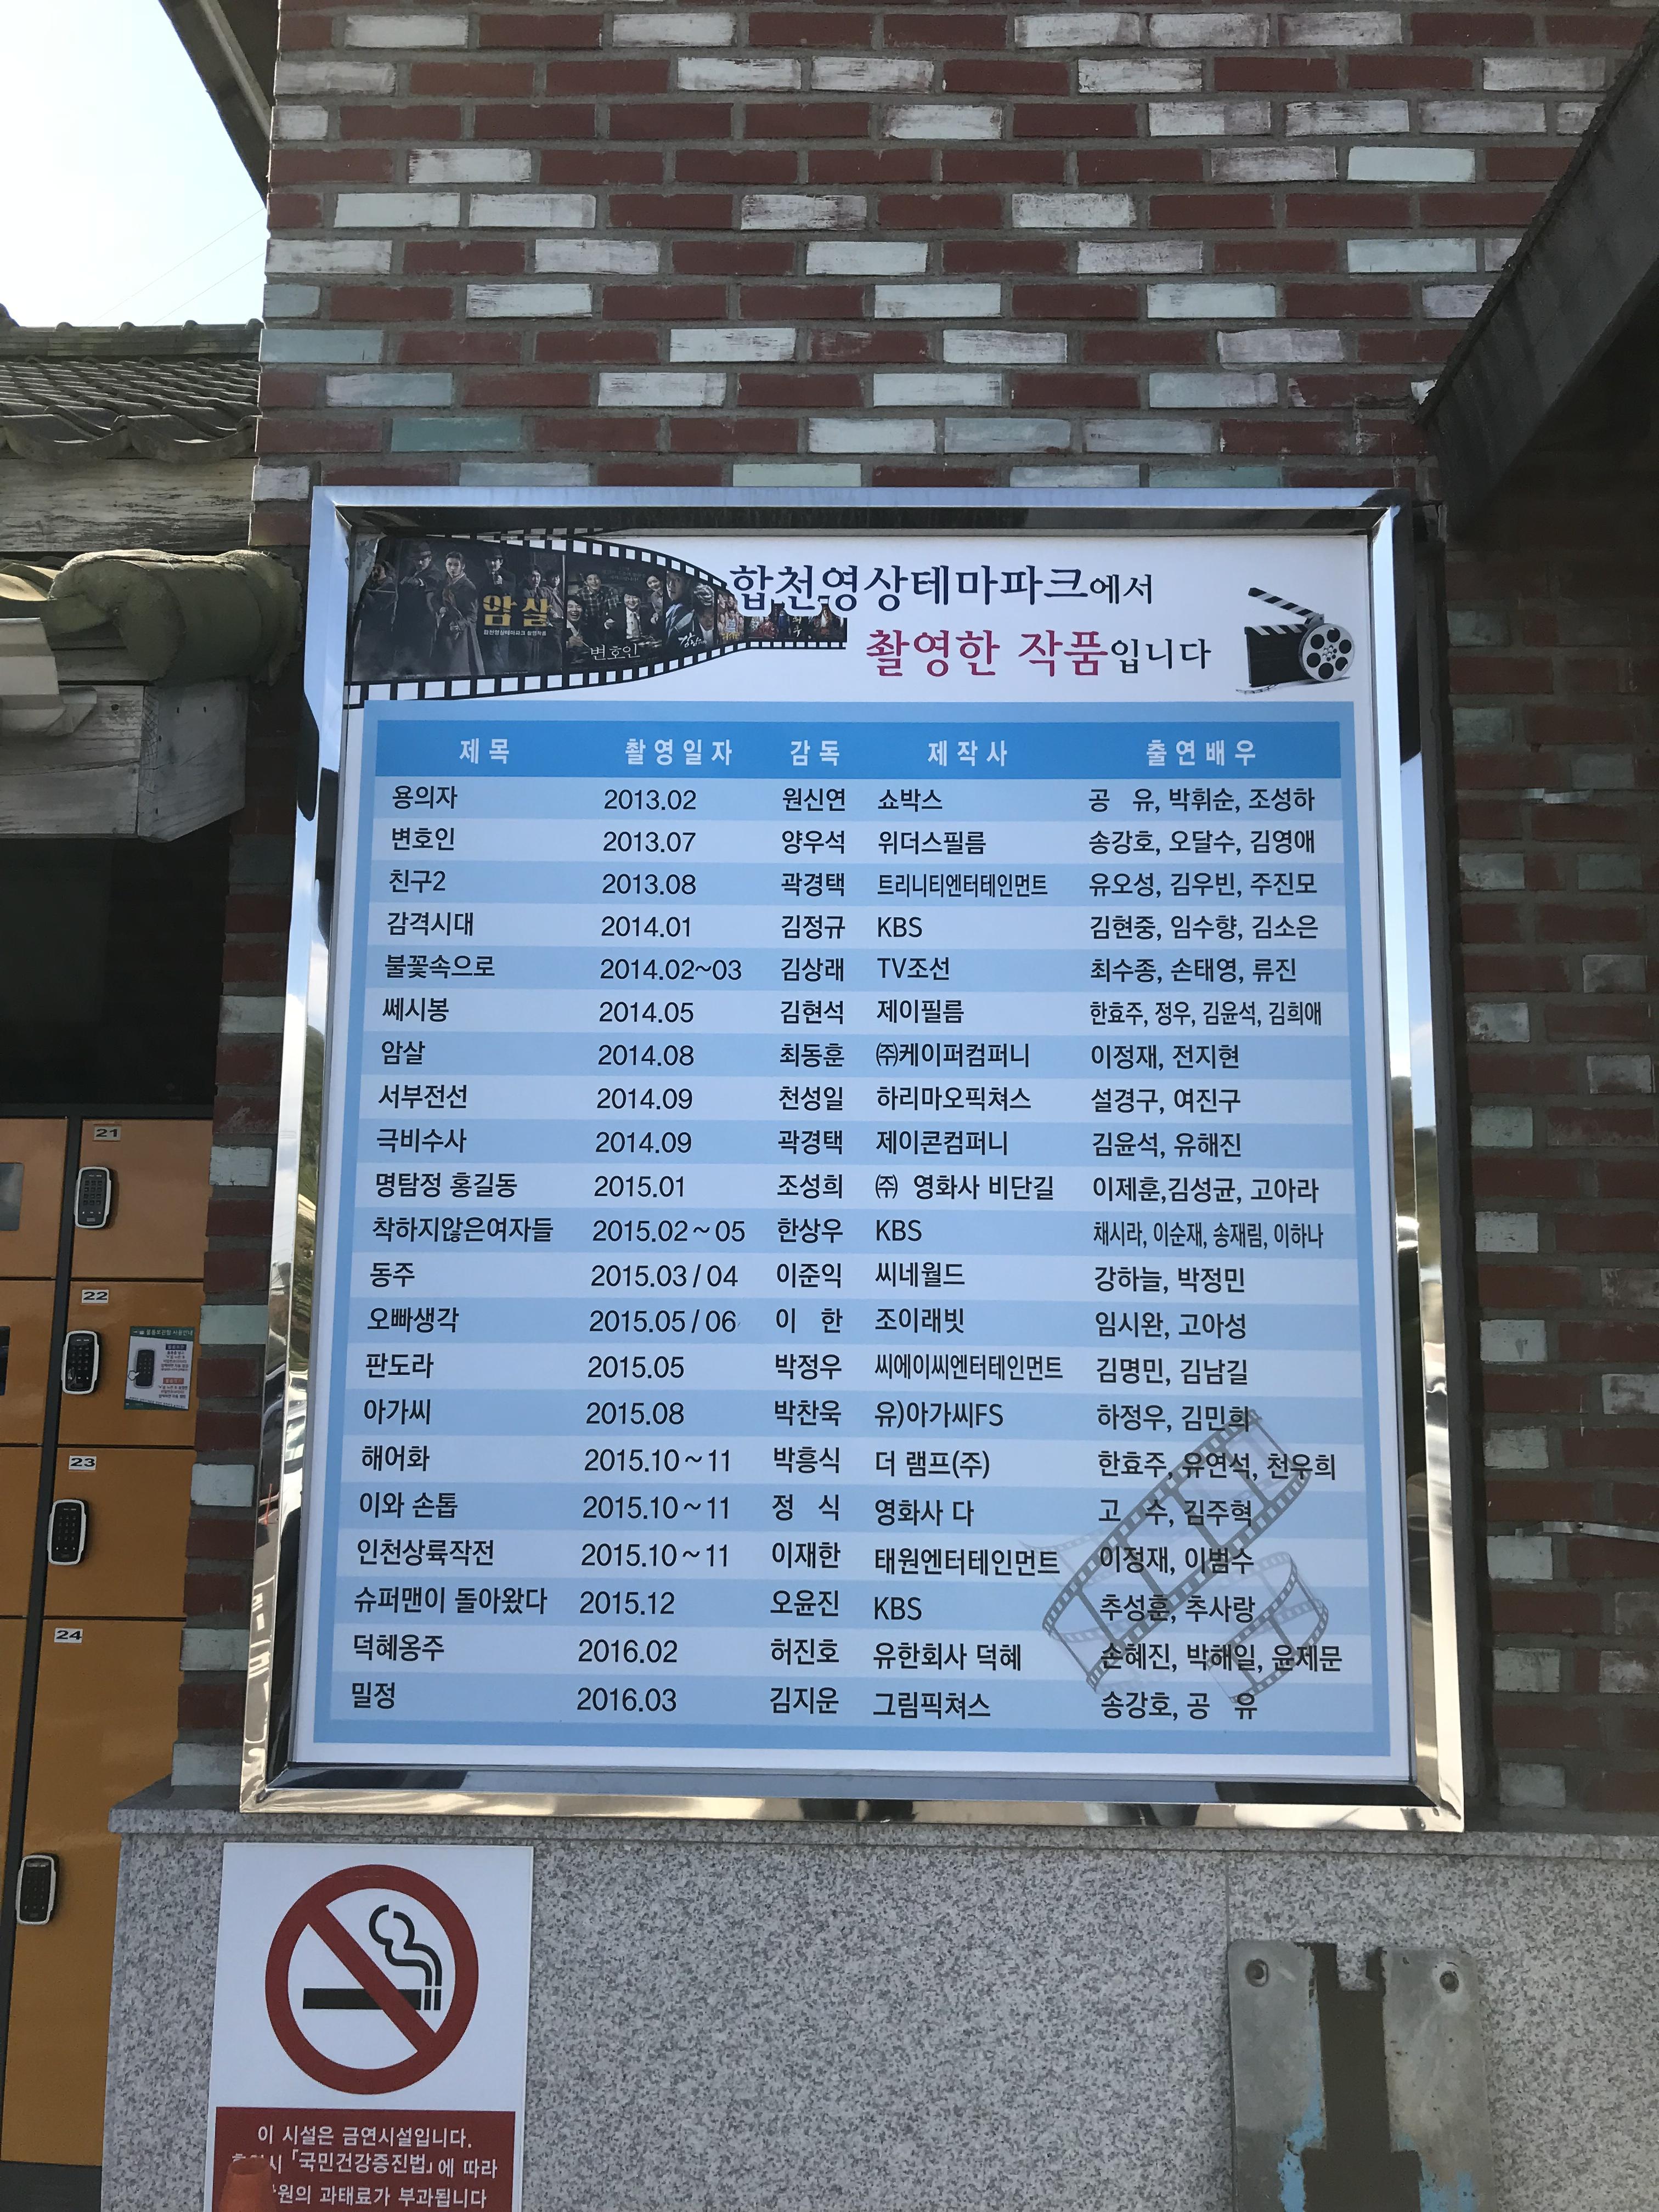 암살
합천영상테마파크 촬영작품
변호인
합천영상테마파크에서
촬영한 작품입니다
제목 촬영일자 감독 제작사 출연배우
용의자 2013.02 원신연 쇼박스 공 유, 박휘순, 조성하
변호인 2013.07 양우석 위더스필름 송강호, 오달수, 김영애
친구2 2013.08 곽경택 트리니티엔터테인먼트 유오성, 김우빈, 주진모
감격시대 2014.01 김정규 KBS 김현중, 임수향, 김소은
불꽃속으로 2014.02~03 김상래 TV조선 최수종, 손태영, 류진
쎄시봉 2014.05 김현석 제이필름 한효주, 정우, 김윤석, 김희애
암살 2014.08 최동훈 ㈜케이퍼컴퍼니 이정재, 전지현
서부전선 2014.09 천성일 하리마오픽쳐스 설경구, 여진구
극비수사 2014.09 곽경택 제이콘컴퍼니 김윤석, 유해진
명탐정 홍길동 2015.01 조성희 ㈜ 영화사 비단길 이제훈,김성균, 고아라
착하지않은여자들 2015.02~05 한상우 KBS 채시라, 이순재, 송재림, 이하나
동주 2015.03/04 이준익 씨네월드 강하늘, 박정민
오빠생각 2015.05/06 이 한 조이래빗 임시완, 고아성
판도라 2015.05 박정우 씨에이씨엔터테인먼트 김명민, 김남길
아가씨 2015.08 박찬욱 유)아가씨FS 하정우, 김민희
해어화 2015.10~11 박흥식 더 램프(주) 한효주, 유연석, 천우희
이와 손톱 2015.10~11 정 식 영화사 다 고 수, 김주혁
인천상륙작전 2015.10~11 이재한 태원엔터테인먼트 이정재, 이범수
슈퍼맨이 돌아왔다 2015.12 오윤진 KBS 추성훈, 추사랑
덕혜옹주 2016.02 허진호 유한회사 덕혜 손혜진, 박해일, 윤제문
밀정 2016.03 김지운 그림픽쳐스 송강호, 공 유
21
22
23
24
이 시설은 금연시설입니다.
「국민건강증진법」에 따라
과태료가 부과됩니다